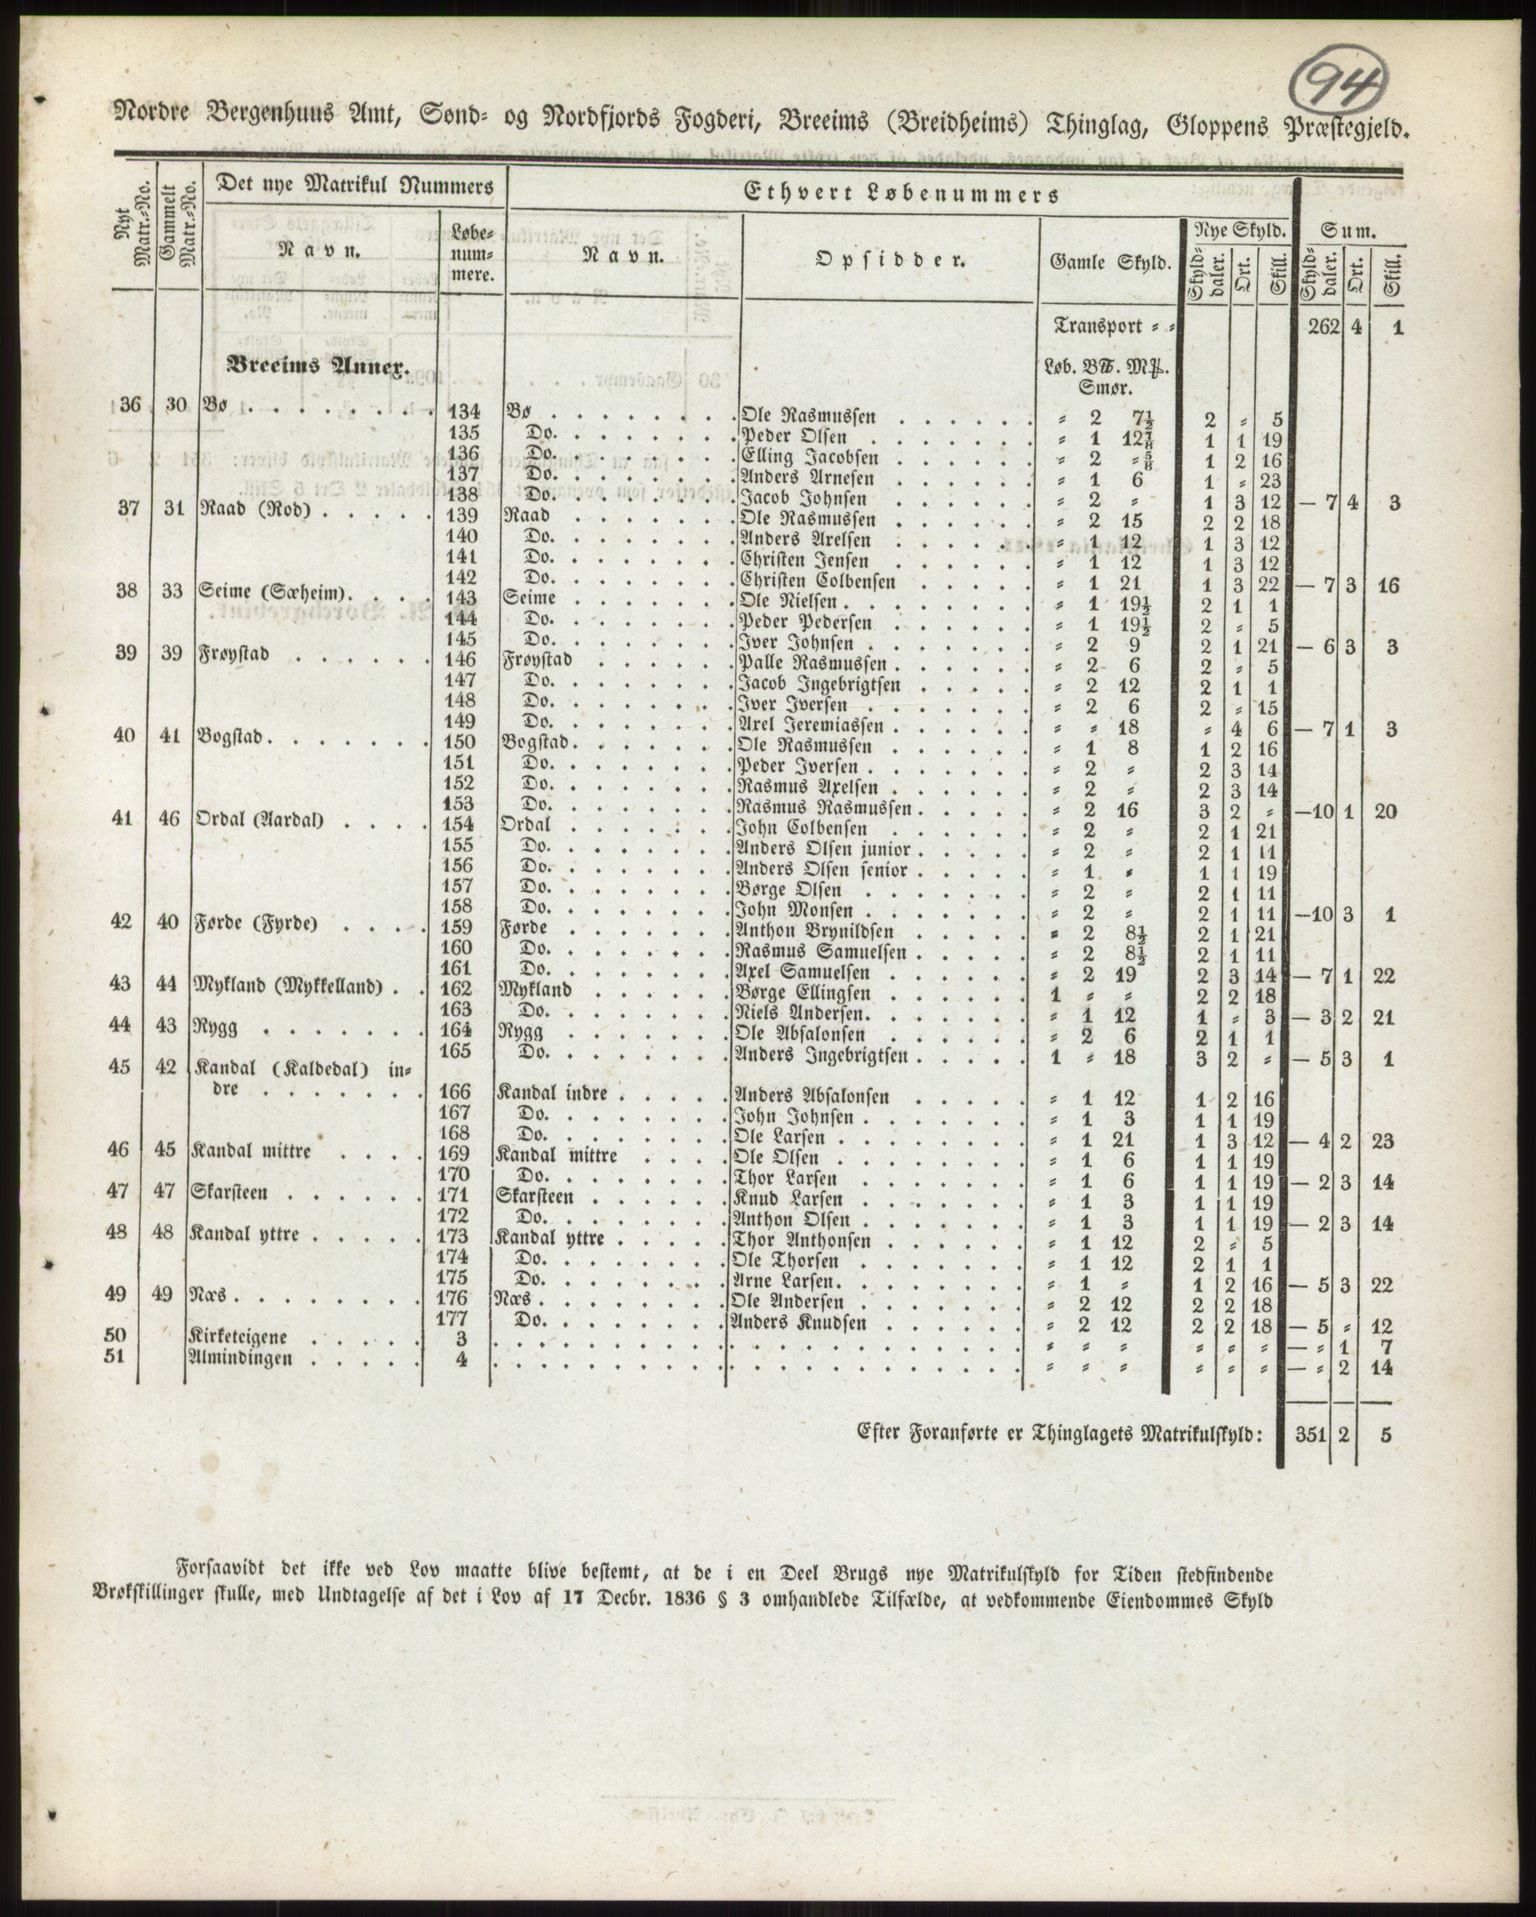 94
Nordre Bergenhuus Amt, Sønd- og Nordfjords Fogderi, Breeims (Breidheims) Thinglag, Gloppens Præstegjeld.
Nyt Matr.-No. | Gammelt Matr.-No. | Det nye Matrikul Nummers | Ethvert Løbenummers
Navn. | Løbe-nummere. | Navn. | Opsidder. | Gamle Skyld. | Nye Skyld. | Sum.
Skylddaler. | Ort. | Skill. | Skylddaler. | Ort. | Skill.
Transport = = 262 4 1
Breeims Annex. Løb. B℔. M℔.
Smør.
36 30 Bø . . . 134 Bø . . . Ole Rasmussen . . . = 2 7½ 2 = 5
135 Do. . . . Peder Olsen . . . = 1 12⅞ 1 1 19
136 Do. . . . Elling Jacobsen . . . = 2 =⅝ 1 2 16
137 Do. . . . Anders Arnesen . . . = 1 6 1 = 23
138 Do. . . . Jacob Johnsen . . . = 2 = 1 3 12 — 7 4 3
37 31 Raad (Rod) . . . 139 Raad . . . Ole Rasmussen . . . = 2 15 2 2 18
140 Do. . . . Anders Axelsen . . . = 1 12 1 3 12
141 Do. . . . Christen Jensen . . . = 1 12 1 3 12
142 Do. . . . Christen Colbensen . . . = 1 21 1 3 22 — 7 3 16
38 33 Seime (Sæheim) . . . 143 Seime . . . Ole Nielsen . . . = 1 19½ 2 1 1
144 Do. . . . Peder Pedersen . . . = 1 19½ 2 = 5
145 Do. . . . Iver Johnsen . . . = 2 9 2 1 21 — 6 3 3
39 39 Frøystad . . . 146 Frøystad . . . Palle Rasmussen . . . = 2 6 2 = 5
147 Do. . . . Jacob Ingebrigtsen . . . = 2 12 2 1 1
148 Do. . . . Iver Iversen . . . = 2 6 2 = 15
149 Do. . . . Axel Jeremiassen . . . = = 18 = 4 6 — 7 1 3
40 41 Bogstad . . . 150 Bogstad . . . Ole Rasmussen . . . = 1 8 1 2 16
151 Do. . . . Peder Iversen . . . = 2 = 2 3 14
152 Do. . . . Rasmus Axelsen . . . = 2 = 2 3 14
153 Do. . . . Rasmus Rasmussen . . . = 2 16 3 2 = —10 1 20
41 46 Ordal (Aardal) . . . 154 Ordal . . . John Colbensen . . . = 2 = 2 1 21
155 Do. . . . Anders Olsen junior . . . = 2 = 2 1 11
156 Do. . . . Anders Olsen senior . . . = 1 = 1 1 19
157 Do. . . . Børge Olsen . . . = 2 = 2 1 11
158 Do. . . . John Monsen . . . = 2 = 2 1 11 —10 3 1
42 40 Førde (Fyrde) . . . 159 Førde . . . Anthon Brynildsen . . . = 2 8½ 2 1 21
160 Do. . . . Rasmus Samuelsen . . . = 2 8½ 2 1 11
161 Do. . . . Axel Samuelsen . . . = 2 19 2 3 14 — 7 1 22
43 44 Mykland (Mykkelland) . . 162 Mykland . . . Børge Ellingsen . . . 1 = = 2 2 18
163 Do. . . . Niels Andersen . . . = 1 12 1 = 3 — 3 2 21
44 43 Rygg . . . 164 Rygg . . . Ole Absalonsen . . . = 2 6 2 1 1
165 Do. . . . Anders Ingebrigtsen . . . 1 = 18 3 2 = — 5 3 1
45 42 Kandal (Kaldedal) in-
dre . . . 166 Kandal indre . . . Anders Absalonsen . . . = 1 12 1 2 16
167 Do. . . . John Johnsen . . . = 1 3 1 1 19
168 Do. . . . Ole Larsen . . . = 1 21 1 3 12 — 4 2 23
46 45 Kandal mittre . . . 169 Kandal mittre . . . Ole Olsen . . . = 1 6 1 1 19
170 Do. . . . Thor Larsen . . . = 1 6 1 1 19 — 2 3 14
47 47 Skarsteen . . . 171 Skarsteen . . . Knud Larsen . . . = 1 3 1 1 19
172 Do. . . . Anthon Olsen . . . = 1 3 1 1 19 — 2 3 14
48 48 Kandal yttre . . . 173 Kandal yttre . . . Thor Anthonsen . . . = 1 12 2 = 5
174 Do. . . . Ole Thorsen . . . = 1 12 2 1 1
175 Do. . . . Arne Larsen . . . = 1 = 1 2 16 — 5 3 22
49 49 Næs . . . 176 Næs . . . Ole Andersen . . . = 2 12 2 2 18
177 Do. . . . Anders Knudsen . . . = 2 12 2 2 18 — 5 = 12
50 Kirketeigene . . . 3 . . . = = = = = = — = 1 7
51 Almindingen . . . 4 . . . = = = = = = — = 2 14
Efter Foranførte er Thinglagets Matrikulskyld: 351 2 5
Forsaavidt det ikke ved Lov maatte blive bestemt, at de i en Deel Brugs nye Matrikulskyld for Tiden stedfindende
Brøkskillinger skulle, med Undtagelse af det i Lov af 17 Decbr. 1836 § 3 omhandlede Tilfælde, at vedkommende Eiendommes Skyld